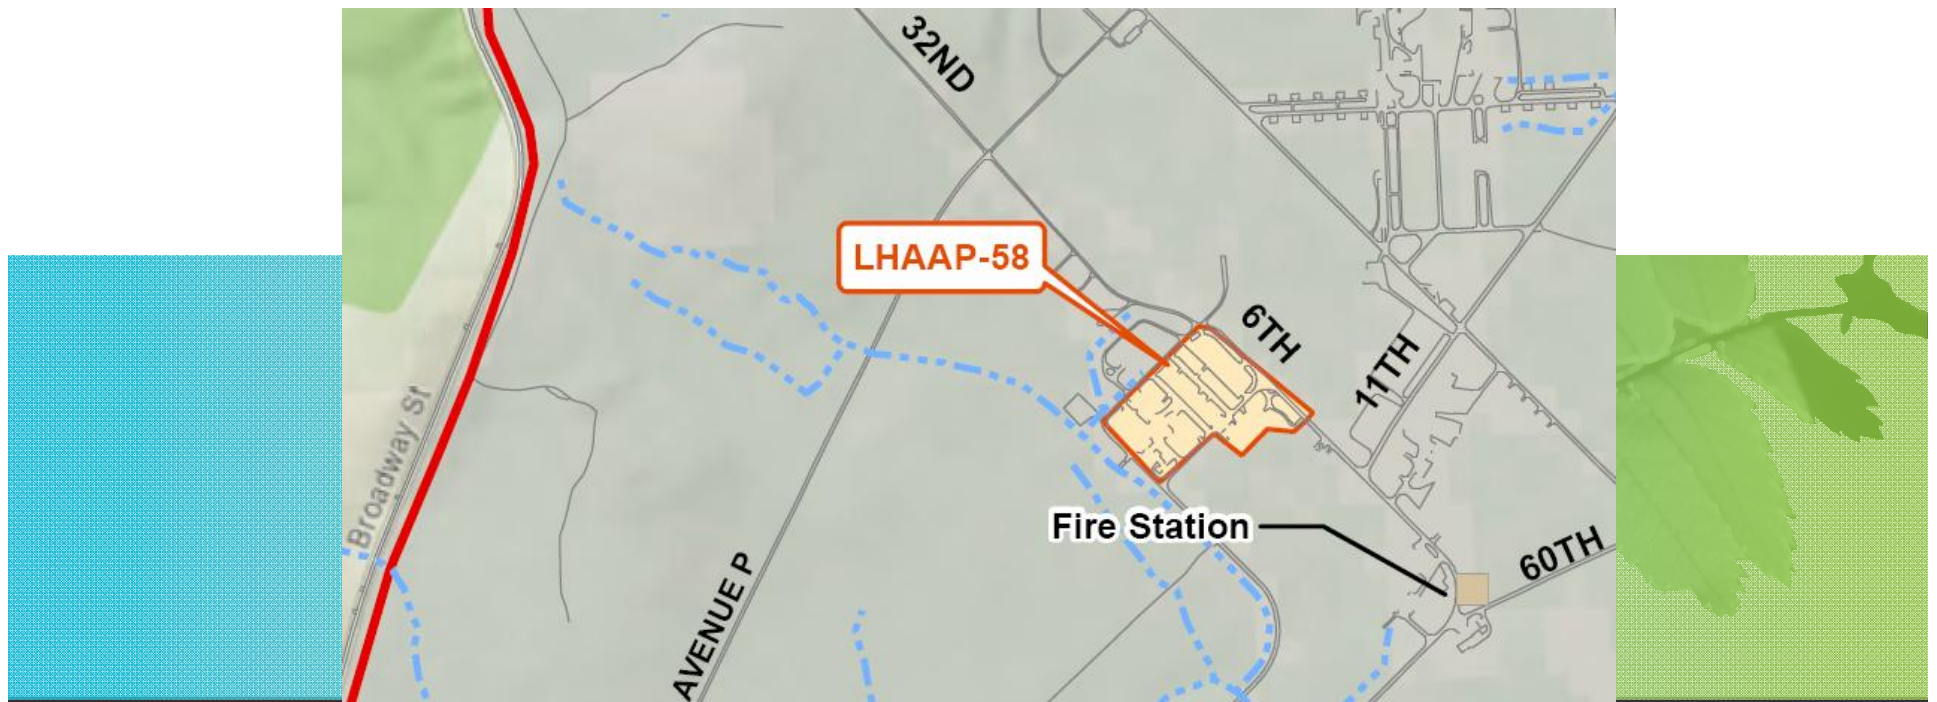 32ND
LHAAP-58
6TH
11TH
Broadway St
Fire Station
60TH
AVENUE P